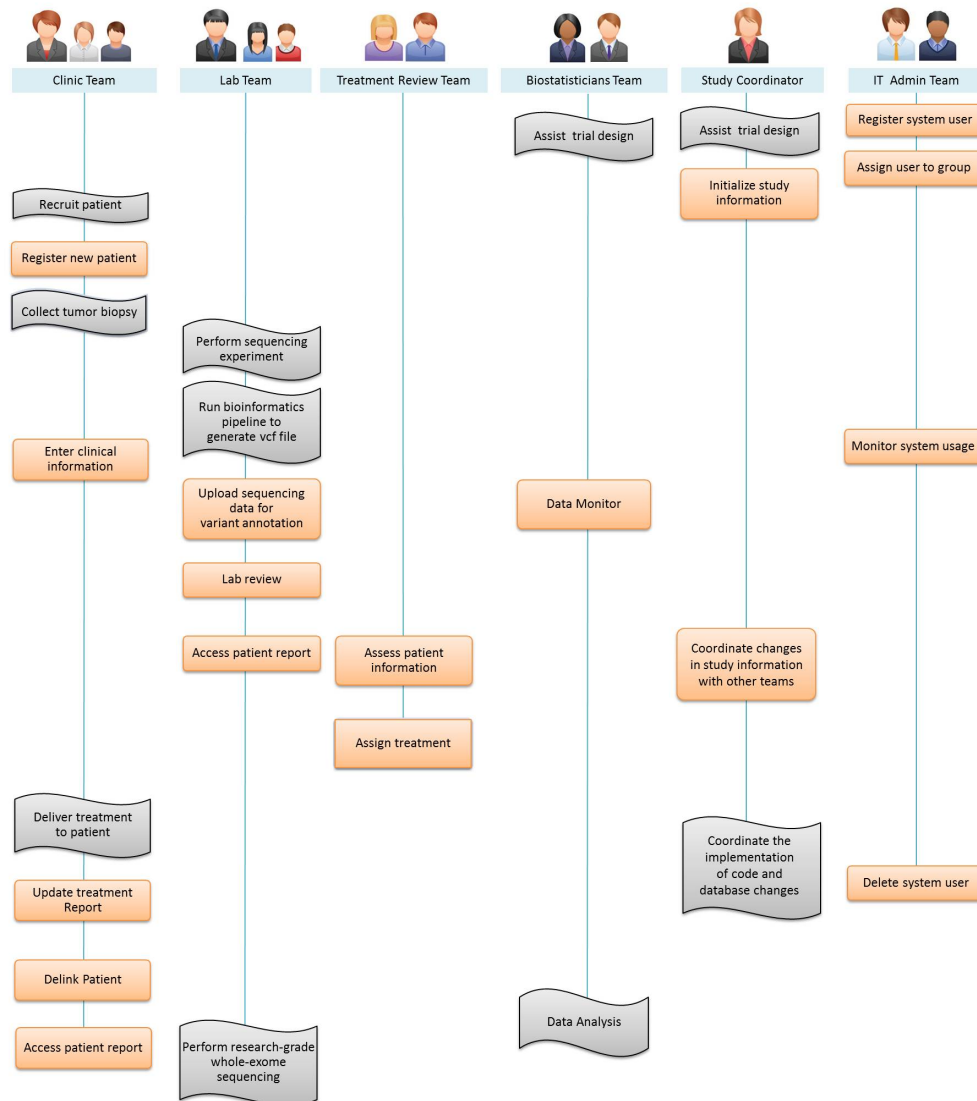 Clinic Team
Lab Team
Treatment Review Team
Biostatisticians Team
Study Coordinator
IT Admin Team
Recruit patient
Register new patient
Collect tumor biopsy
Enter clinical
information
Deliver treatment
to patient
Update treatment
Report
Delink Patient
Access patient report
Perform sequencing
experiment
Run bioinformatics
pipeline to
generate vcf file
Upload sequencing
data for
variant annotation
Lab review
Access patient report
Perform research-grade
whole-exome
sequencing
Assess patient
information
Assign treatment
Assist trial design
Data Monitor
Data Analysis
Assist trial design
Initialize study
information
Coordinate changes
in study information
with other teams
Coordinate the
implementation
of code and
database changes
Register system user
Assign user to group
Monitor system usage
Delete system user